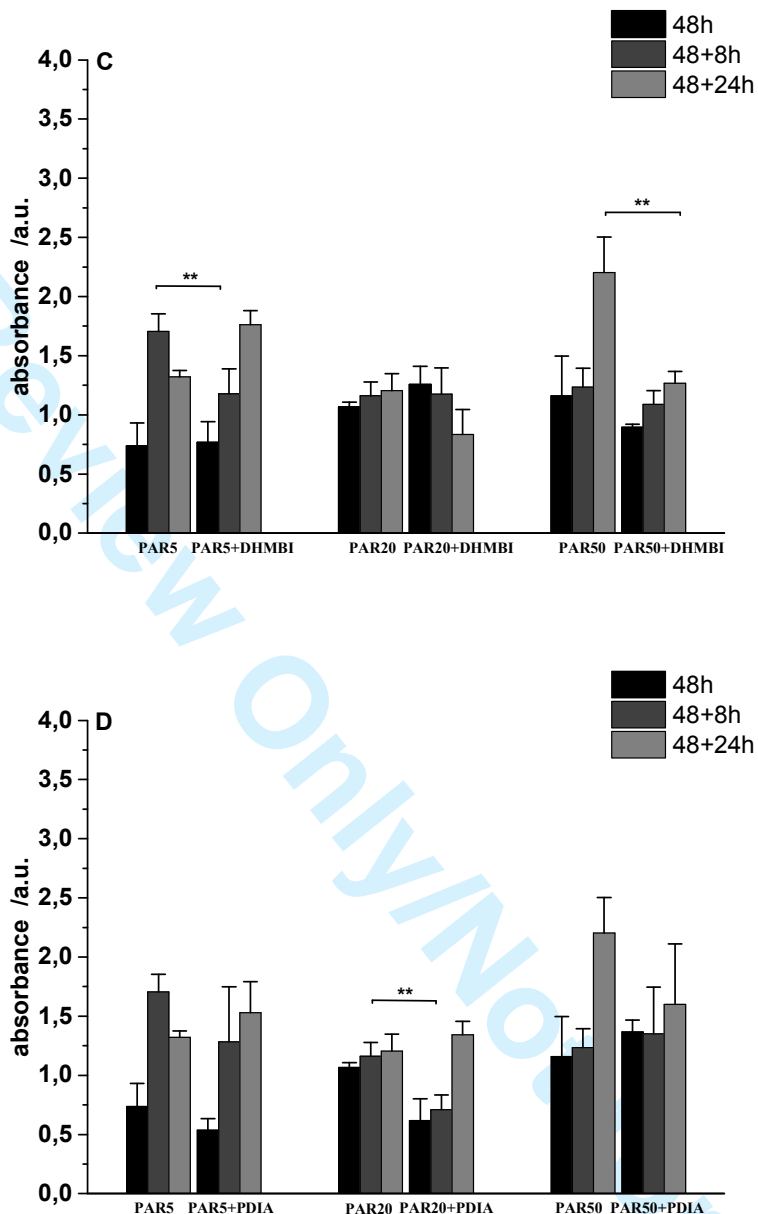 48h
48+8h
48+24h
C
4,0
3,5
3,0
2,5
2,0
1,5
1,0
0,5
0,0
absorbance /a.u.
**
**
PAR5 PAR5+DHMBI PAR20 PAR20+DHMBI PAR50 PAR50+DHMBI
48h
48+8h
48+24h
D
4,0
3,5
3,0
2,5
2,0
1,5
1,0
0,5
0,0
absorbance /a.u.
**
PAR5 PAR5+PDIA PAR20 PAR20+PDIA PAR50 PAR50+PDIA
Review Only/Not